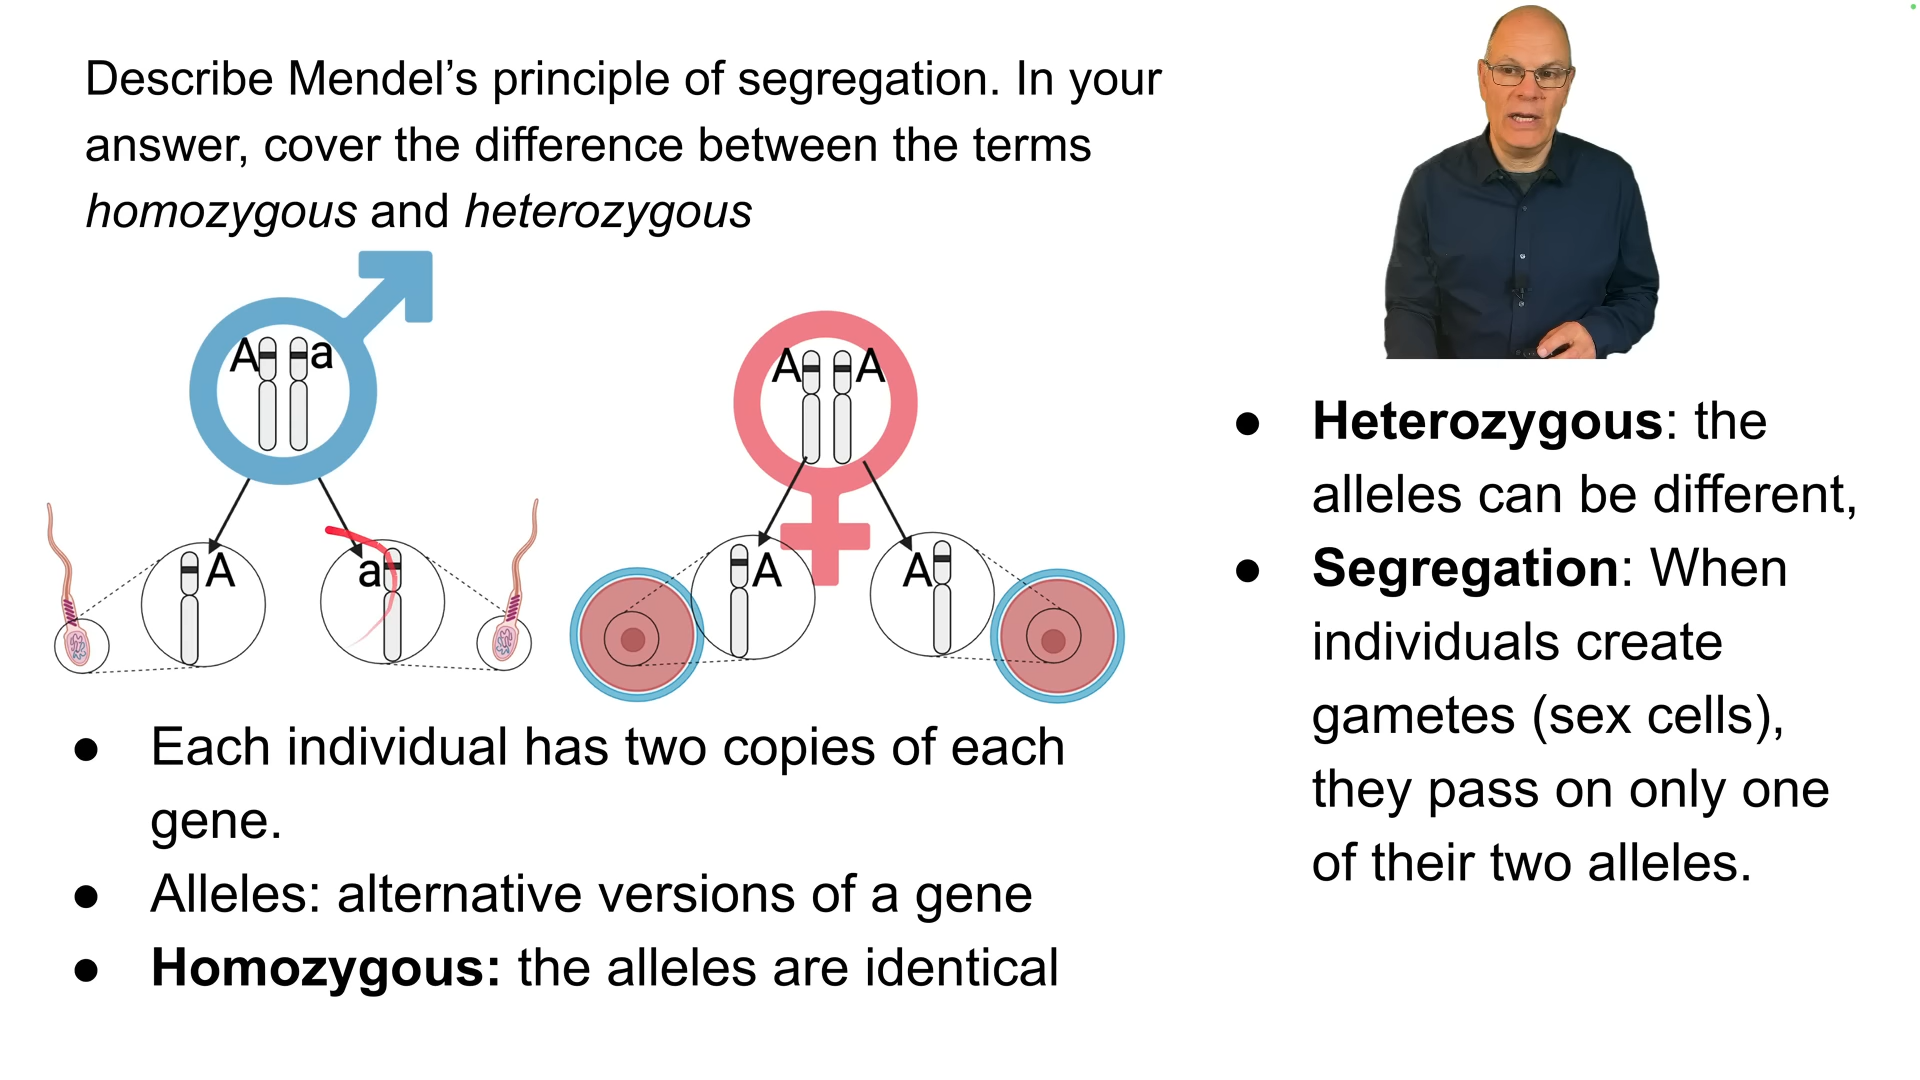 Describe Mendel’s principle of segregation. In your
answer, cover the difference between the terms
homozygous and heterozygous
A a
A A
A a
A A
● Each individual has two copies of each
gene.
● Alleles: alternative versions of a gene
● Homozygous: the alleles are identical
● Heterozygous: the
alleles can be different,
● Segregation: When
individuals create
gametes (sex cells),
they pass on only one
of their two alleles.